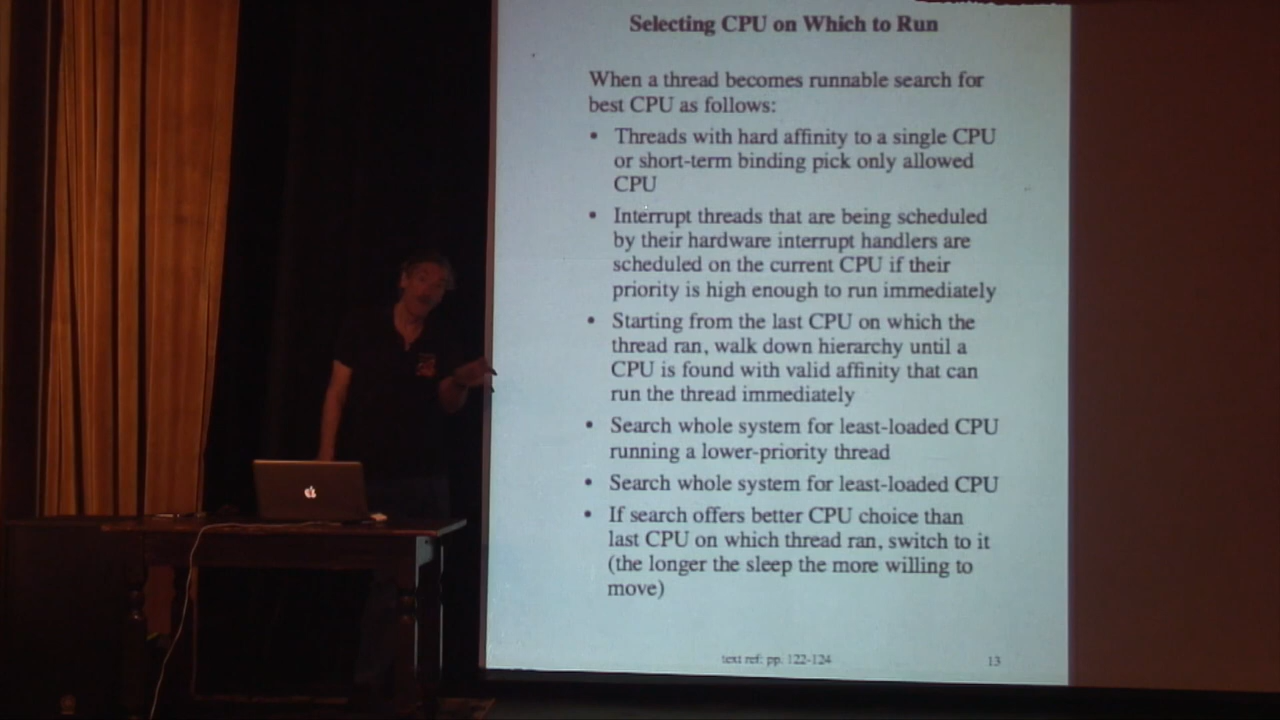 Selecting CPU on Which to Run
When a thread becomes runnable search for
best CPU as follows:
• Threads with hard affinity to a single CPU
or short-term binding pick only allowed
CPU
• Interrupt threads that are being scheduled
by their hardware interrupt handlers are
scheduled on the current CPU if their
priority is high enough to run immediately
• Starting from the last CPU on which the
thread ran, walk down hierarchy until a
CPU is found with valid affinity that can
run the thread immediately
• Search whole system for least-loaded CPU
running a lower-priority thread
• Search whole system for least-loaded CPU
• If search offers better CPU choice than
last CPU on which thread ran, switch to it
(the longer the sleep the more willing to
move)
text ref: pp. 122-124
13